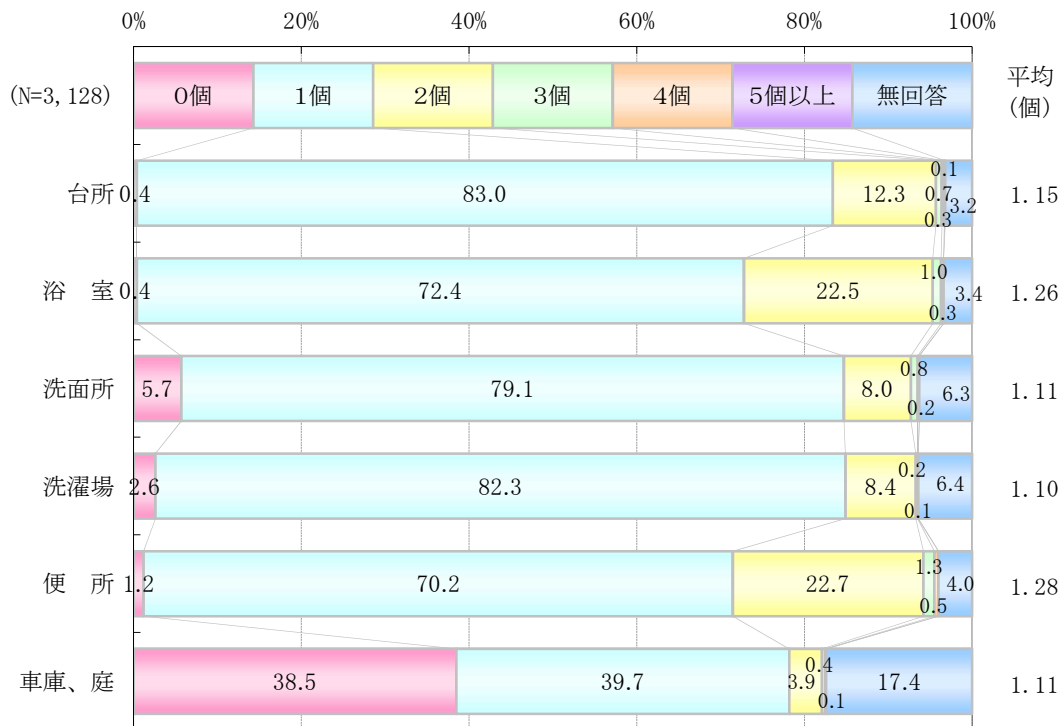 0% 20% 40% 60% 80% 100%
(N=3,128) 0個 1個 2個 3個 4個 5個以上 無回答 平均
(個)
台所 0.4 83.0 12.3 0.7 0.3 0.1 3.2 1.15
浴　室 0.4 72.4 22.5 1.0 0.3 3.4 1.26
洗面所 5.7 79.1 8.0 0.8 0.2 6.3 1.11
洗濯場 2.6 82.3 8.4 0.2 0.1 6.4 1.10
便　所 1.2 70.2 22.7 1.3 0.5 4.0 1.28
車庫、庭 38.5 39.7 3.9 0.4 0.1 17.4 1.11